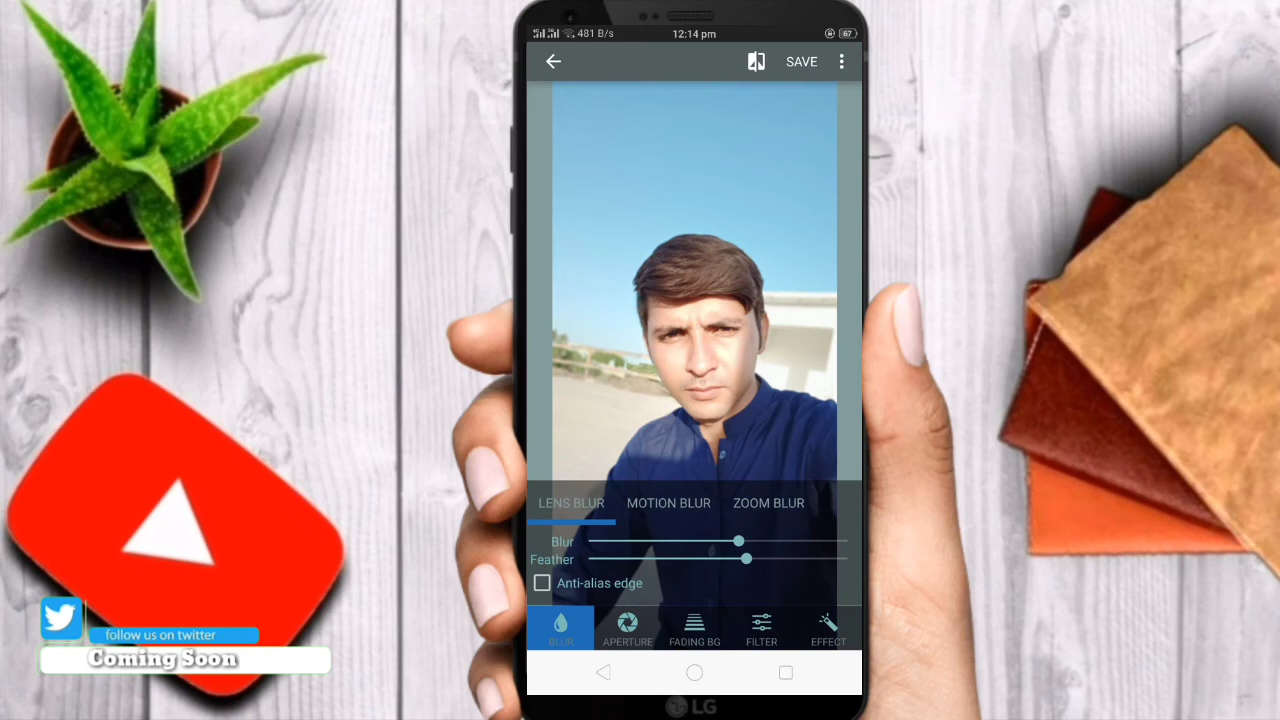 481 B/s
12:14 pm
67
SAVE
LENS BLUR MOTION BLUR ZOOM BLUR
Blur
Feather
Anti-alias edge
BLUR APERTURE FADING BG FILTER EFFECT
LG
follow us on twitter
Coming Soon